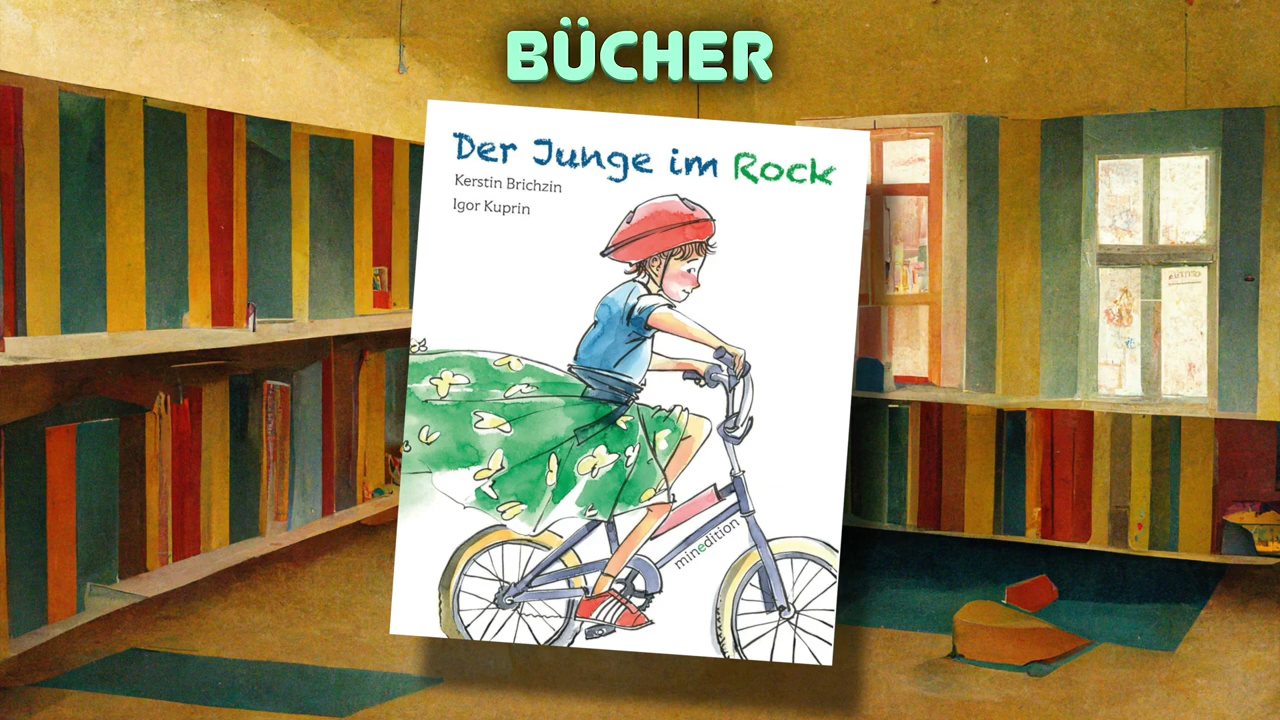 BÜCHER
Der Junge im Rock
Kerstin Brichzin
Igor Kuprin
minedition